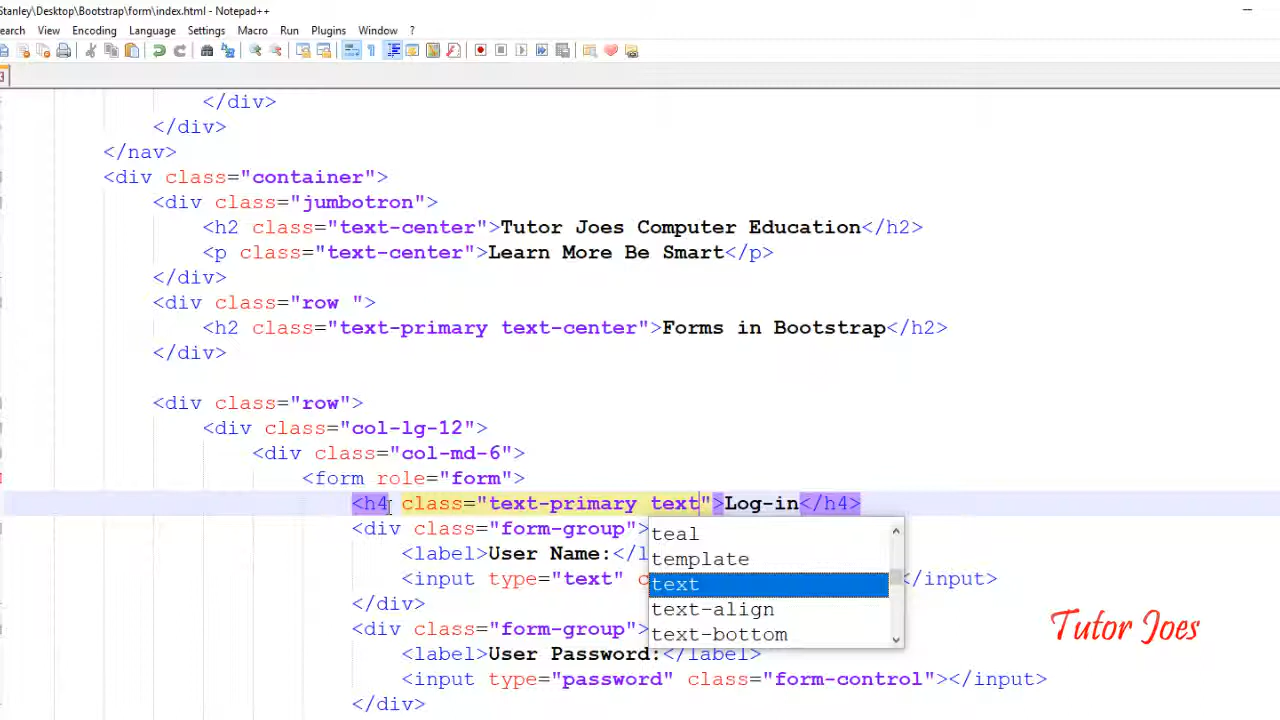 Stanley\Desktop\Bootstrap\form\index.html - Notepad++
earch View Encoding Language Settings Macro Run Plugins Window ?
</div>
</div>
</nav>
<div class="container">
<div class="jumbotron">
<h2 class="text-center">Tutor Joes Computer Education</h2>
<p class="text-center">Learn More Be Smart</p>
</div>
<div class="row ">
<h2 class="text-primary text-center">Forms in Bootstrap</h2>
</div>
<div class="row">
<div class="col-lg-12">
<div class="col-md-6">
<form role="form">
<h4 class="text-primary text">Log-in</h4>
<div class="form-group">
<label>User Name:</l
<input type="text" c
</input>
</div>
<div class="form-group">
<label>User Password:</label>
<input type="password" class="form-control"></input>
</div>
teal
template
text
text-align
text-bottom
Tutor Joes